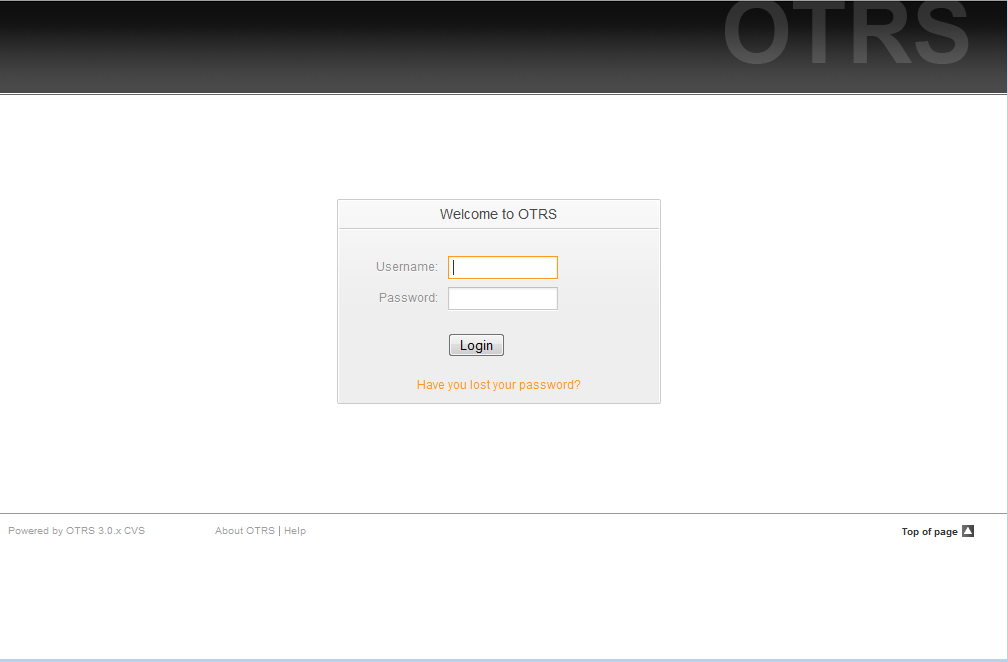 OTRS
Welcome to OTRS
Username:
Password:
Login
Have you lost your password?
Powered by OTRS 3.0.x CVS
About OTRS | Help
Top of page